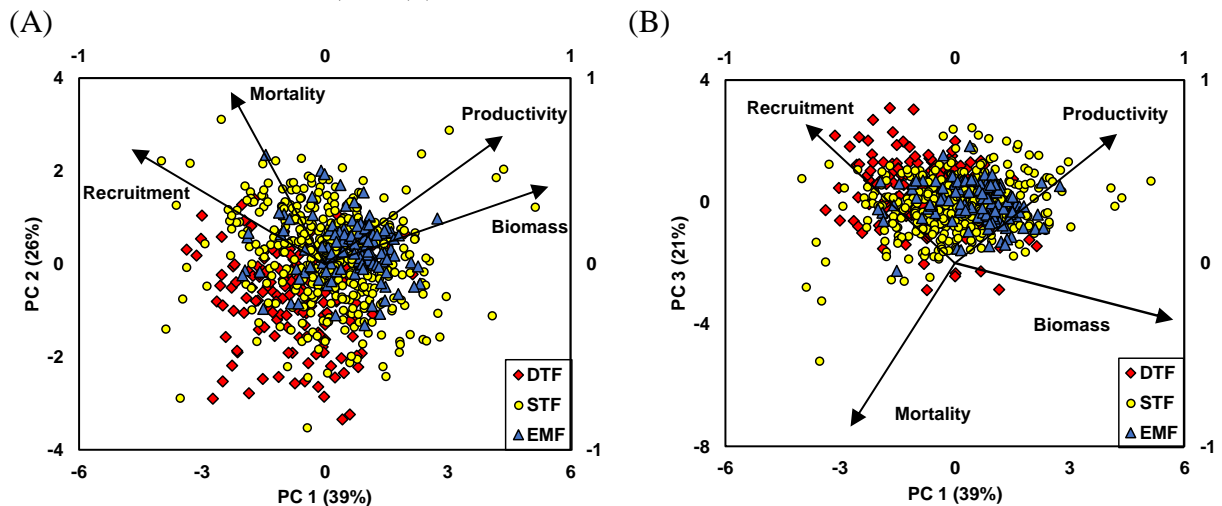 (A)
-1
0
1
4
2
0
-2
-4
1
0
-1
Mortality
Productivity
Recruitment
Biomass
PC 2 (26%)
DTF
STF
EMF
-6
-3
0
3
6
PC 1 (39%)
(B)
-1
0
1
4
0
-4
-8
1
0
-1
Recruitment
Productivity
Biomass
Mortality
PC 3 (21%)
DTF
STF
EMF
-6
-3
0
3
6
PC 1 (39%)